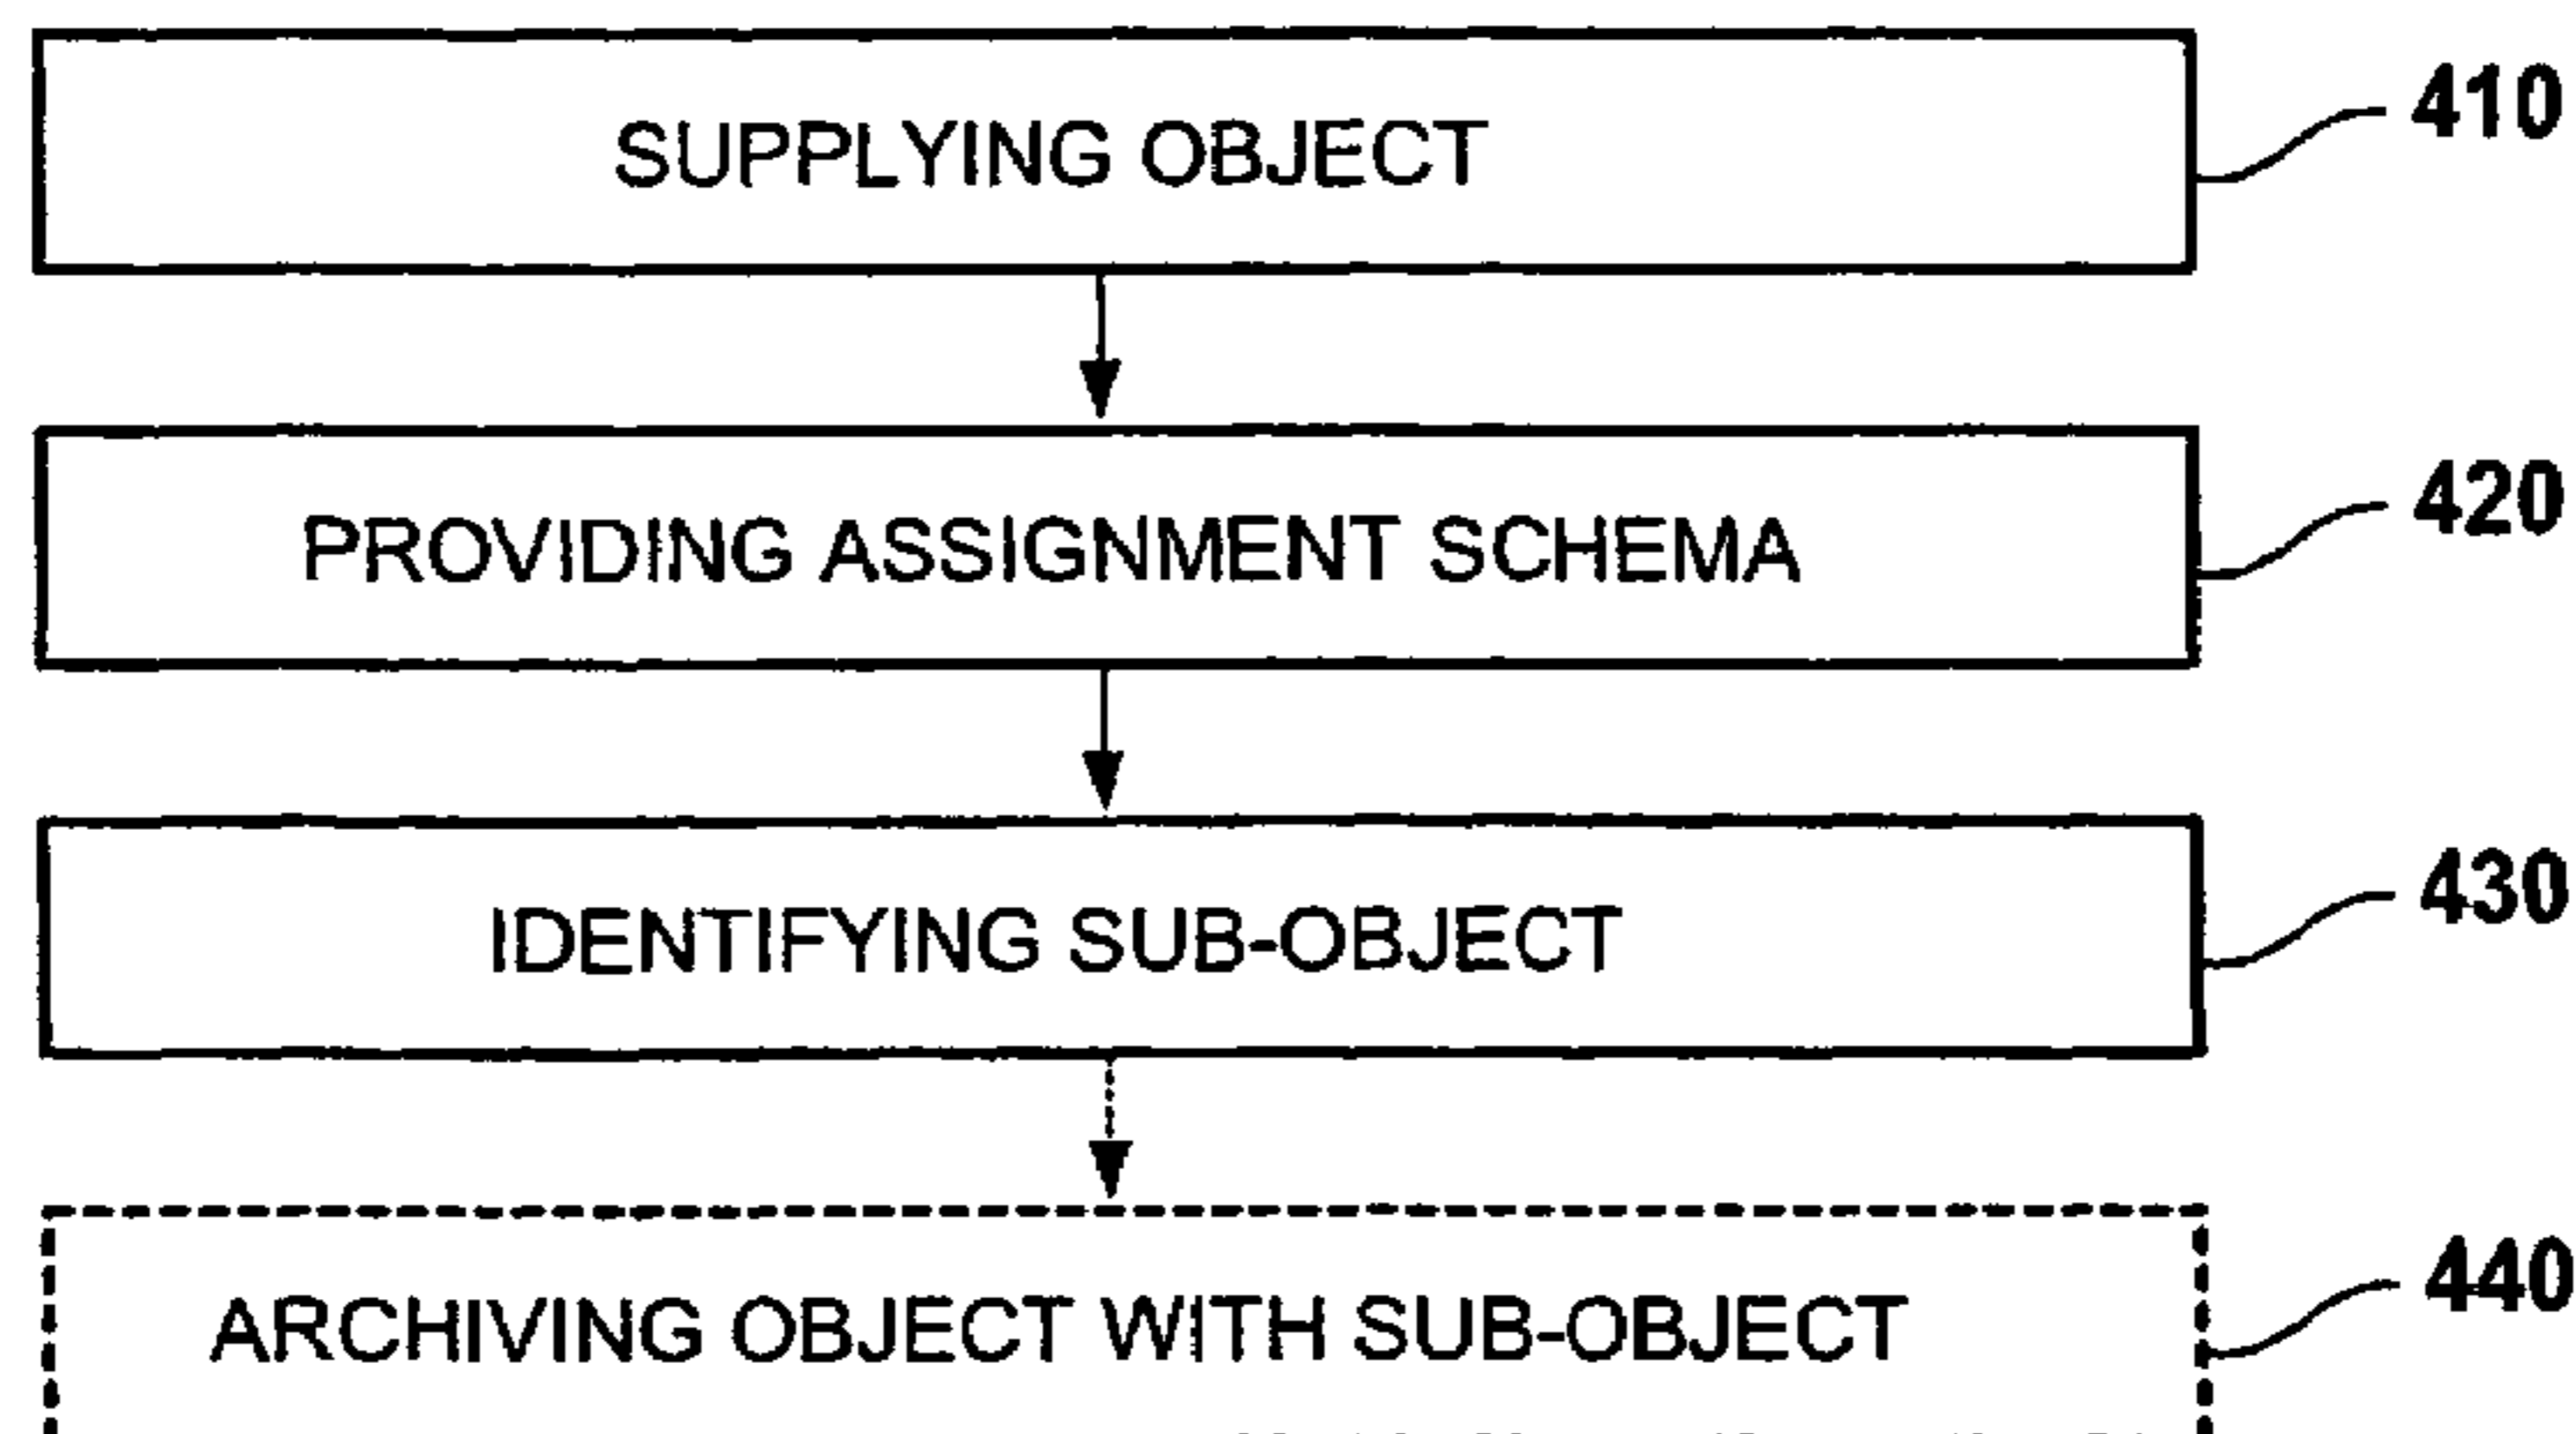 SUPPLYING OBJECT
410
PROVIDING ASSIGNMENT SCHEMA
420
IDENTIFYING SUB-OBJECT
430
ARCHIVING OBJECT WITH SUB-OBJECT
440